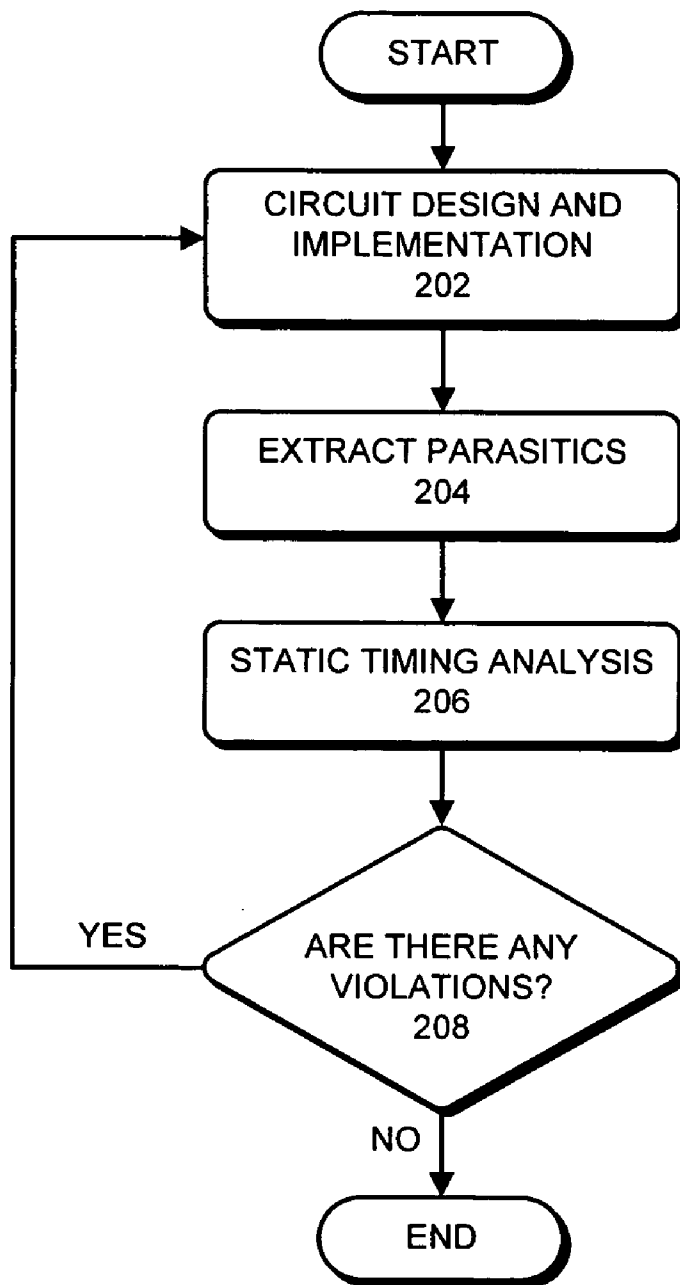 START
CIRCUIT DESIGN AND
IMPLEMENTATION
202
EXTRACT PARASITICS
204
STATIC TIMING ANALYSIS
206
YES
ARE THERE ANY
VIOLATIONS?
208
NO
END